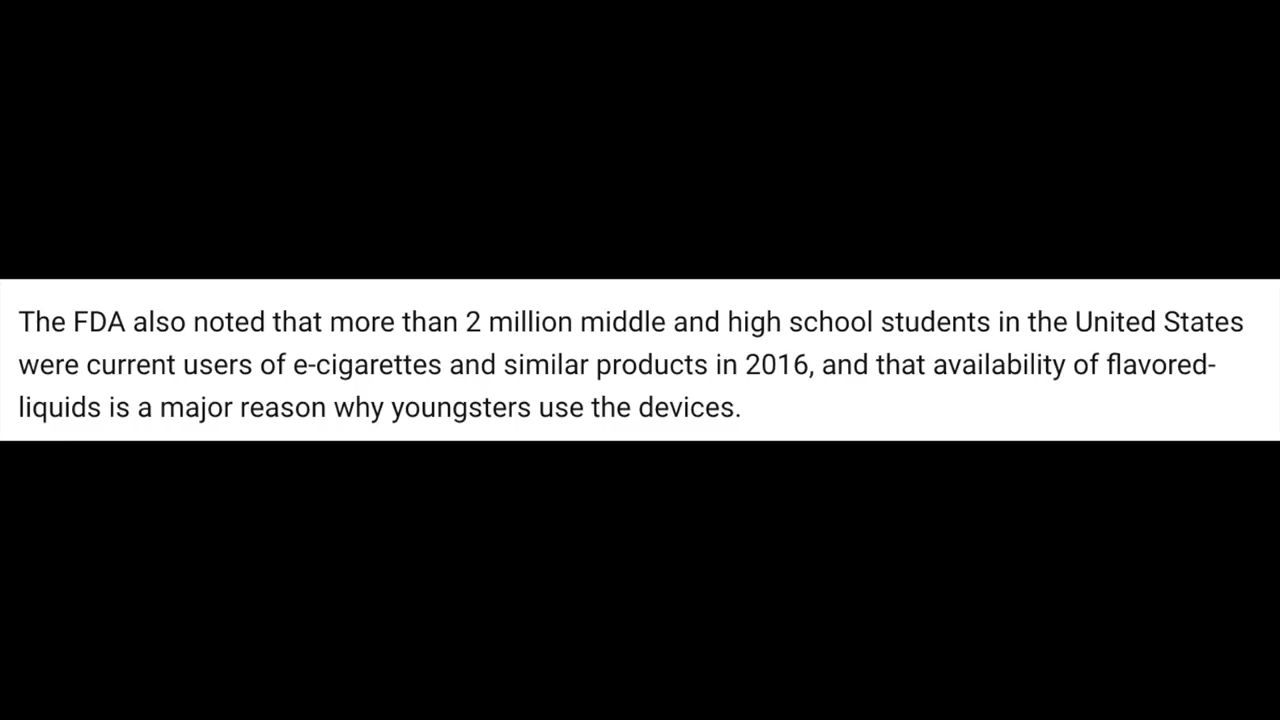 The FDA also noted that more than 2 million middle and high school students in the United States
were current users of e-cigarettes and similar products in 2016, and that availability of flavored-
liquids is a major reason why youngsters use the devices.